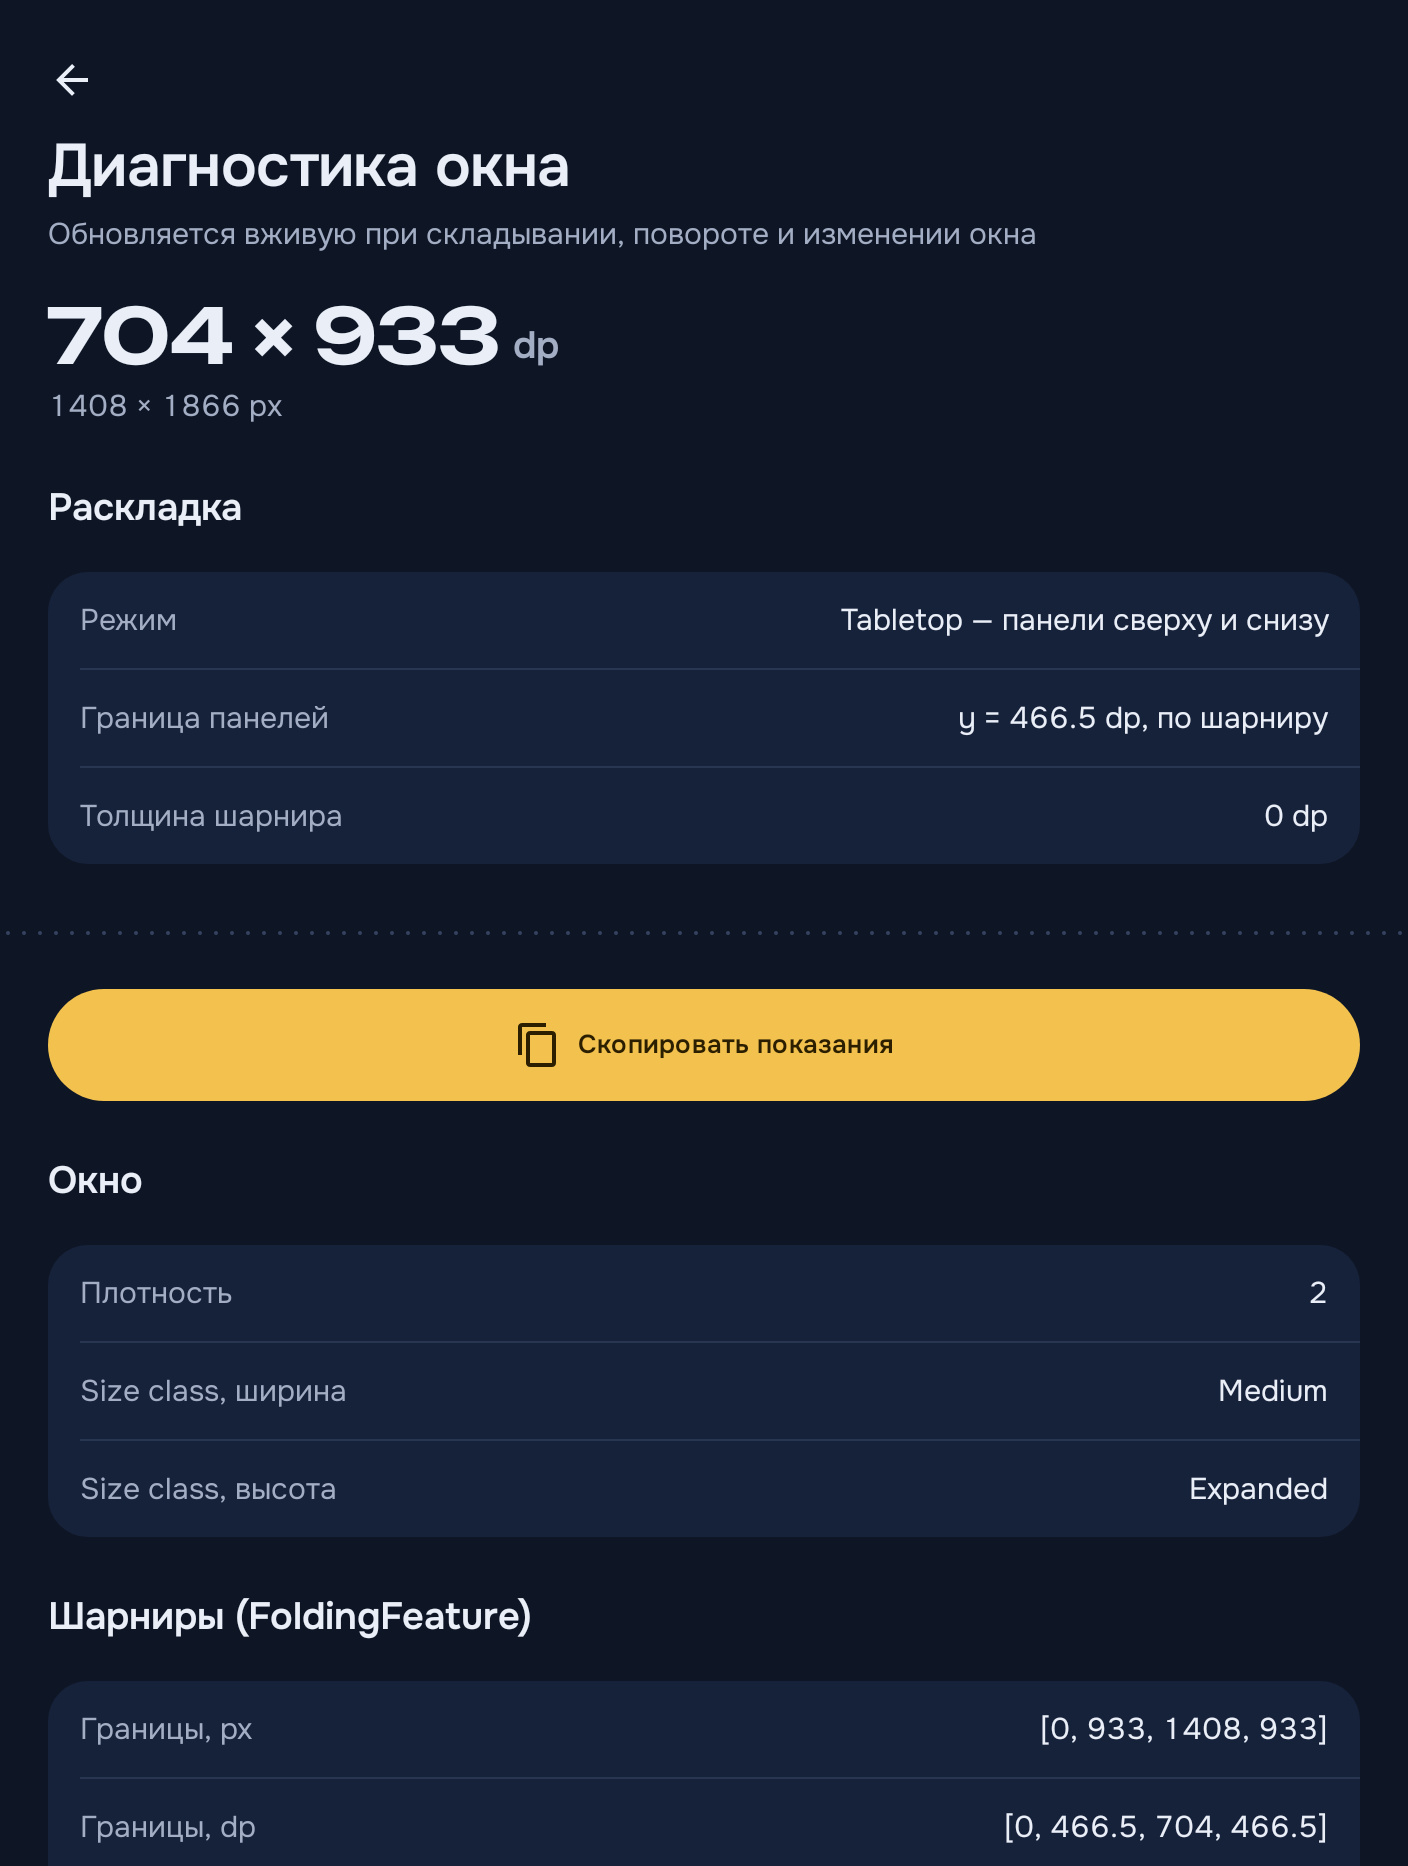 Диагностика окна
Обновляется вживую при складывании, повороте и изменении окна
704 × 933 dp
1408 × 1866 px
Раскладка
Режим Tabletop — панели сверху и снизу
Граница панелей y = 466.5 dp, по шарниру
Толщина шарнира 0 dp
Скопировать показания
Окно
Плотность 2
Size class, ширина Medium
Size class, высота Expanded
Шарниры (FoldingFeature)
Границы, px [0, 933, 1408, 933]
Границы, dp [0, 466.5, 704, 466.5]